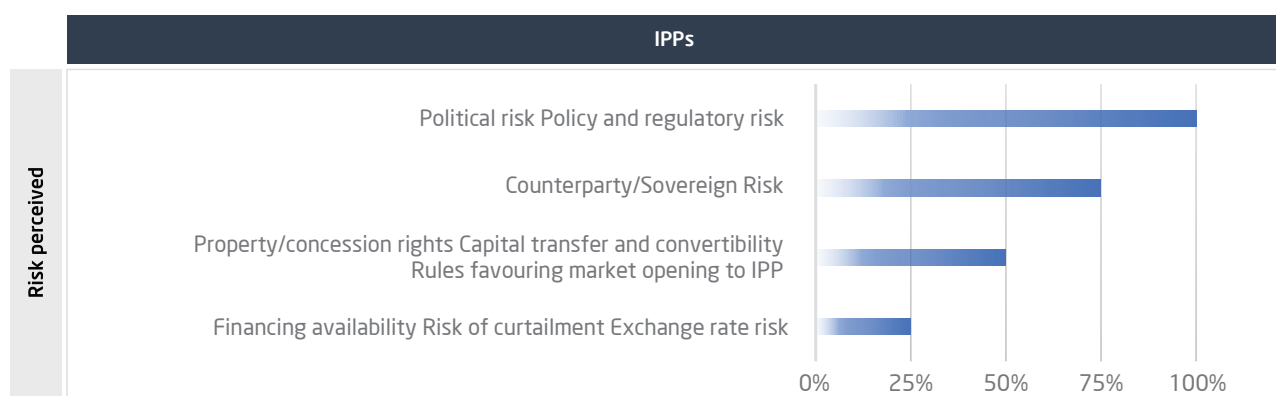 IPPs
Risk perceived
Political risk Policy and regulatory risk
Counterparty/Sovereign Risk
Property/concession rights Capital transfer and convertibility
Rules favouring market opening to IPP
Financing availability Risk of curtailment Exchange rate risk
0% 25% 50% 75% 100%